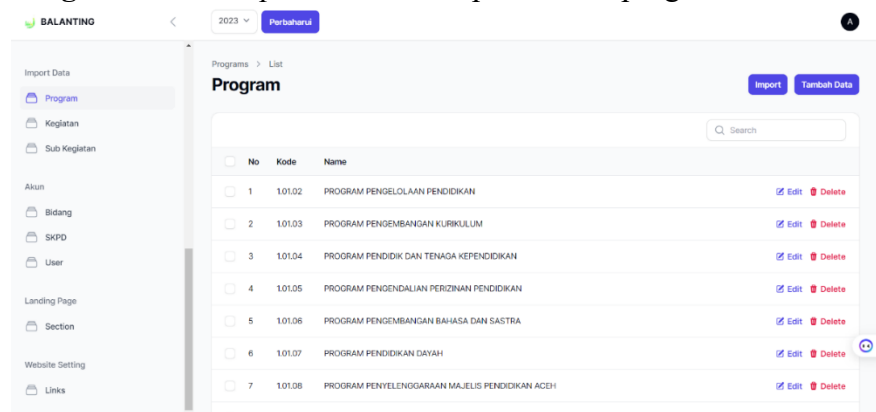 BALANTING
2023 Perbaharui
A
Import Data
Program
Kegiatan
Sub Kegiatan
Akun
Bidang
SKPD
User
Landing Page
Section
Website Setting
Links
Programs > List
Program
Import Tambah Data
Search
No Kode Name
1 1.01.02 PROGRAM PENGELOLAAN PENDIDIKAN Edit Delete
2 1.01.03 PROGRAM PENGEMBANGAN KURIKULUM Edit Delete
3 1.01.04 PROGRAM PENDIDIK DAN TENAGA KEPENDIDIKAN Edit Delete
4 1.01.05 PROGRAM PENGENDALIAN PERIZINAN PENDIDIKAN Edit Delete
5 1.01.06 PROGRAM PENGEMBANGAN BAHASA DAN SASTRA Edit Delete
6 1.01.07 PROGRAM PENDIDIKAN DAYAH Edit Delete
7 1.01.08 PROGRAM PENYELENGGARAAN MAJELIS PENDIDIKAN ACEH Edit Delete